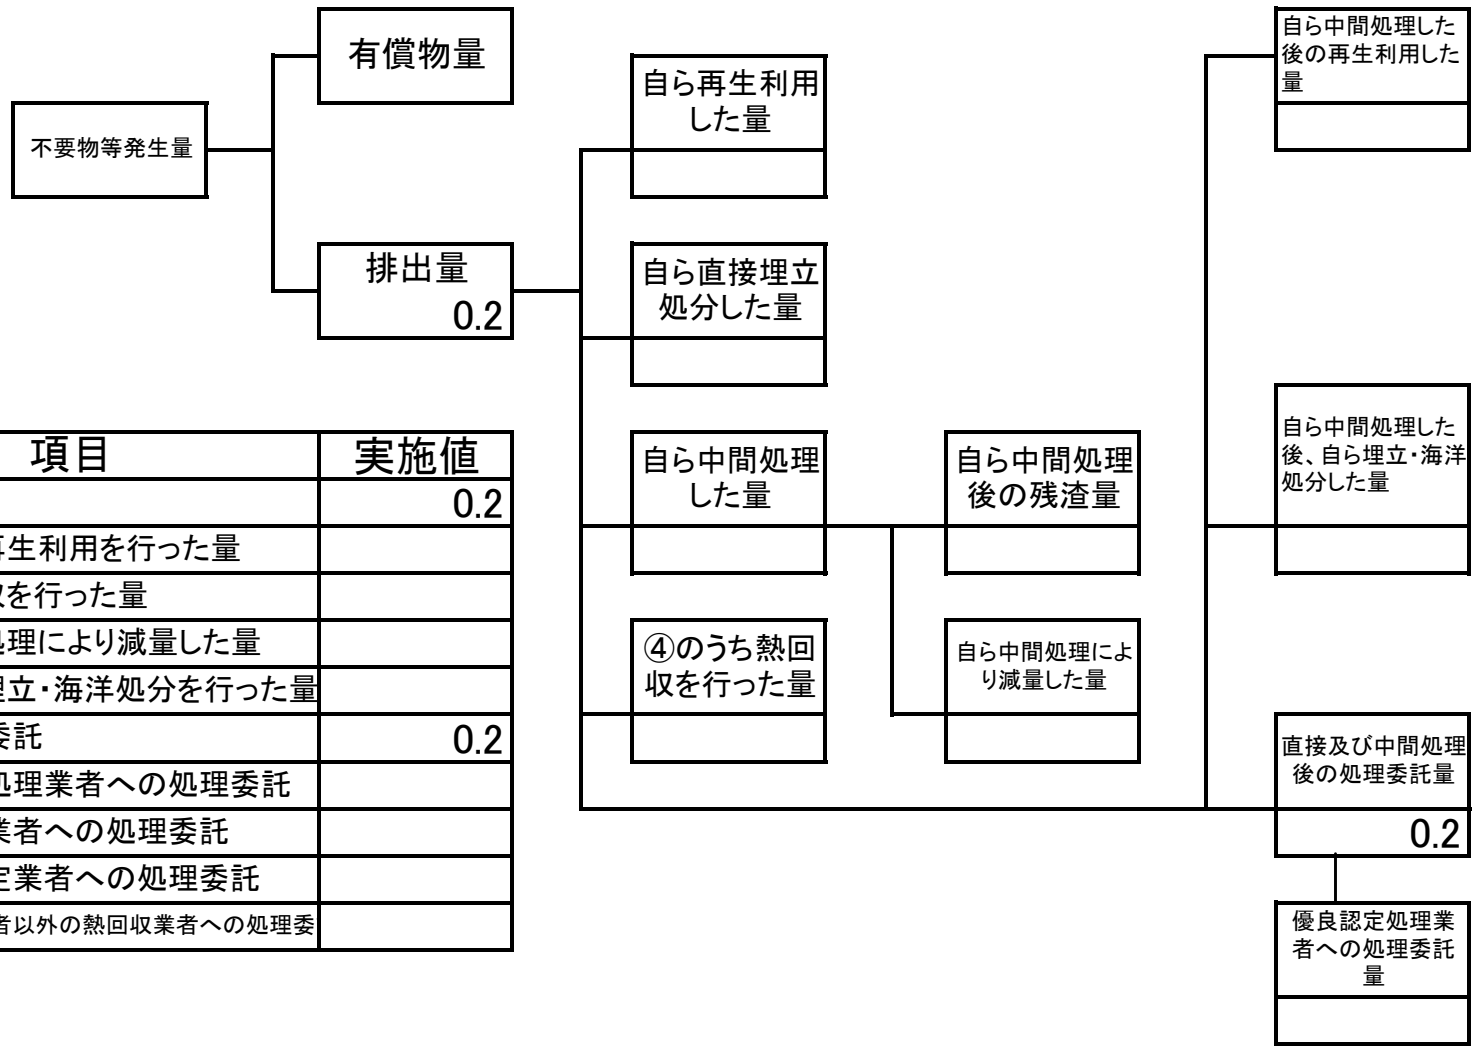 有償物量
不要物等発生量
排出量
0.2
自ら再生利用
した量
自ら直接埋立
処分した量
自ら中間処理
した量
④のうち熱回
収を行った量
自ら中間処理
後の残渣量
自ら中間処理によ
り減量した量
自ら中間処理した
後の再生利用した
量
自ら中間処理した
後、自ら埋立・海洋
処分した量
直接及び中間処理
後の処理委託量
0.2
優良認定処理業
者への処理委託
量
項目 実施値
0.2
生利用を行った量
を行った量
理により減量した量
立・海洋処分を行った量
託 0.2
理業者への処理委託
者への処理委託
業者への処理委託
者以外の熱回収業者への処理委